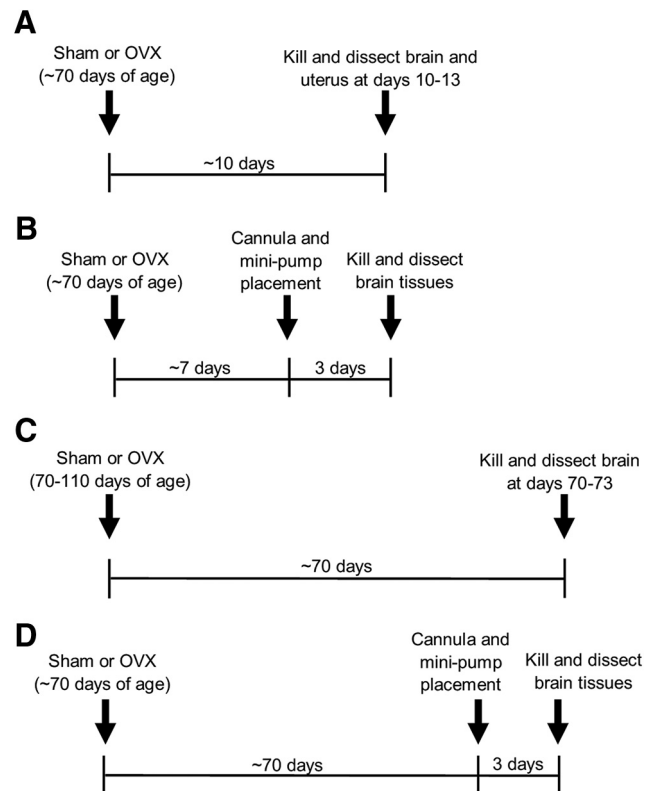 A
Sham or OVX
(~70 days of age)
Kill and dissect brain and
uterus at days 10-13
~10 days
B
Sham or OVX
(~70 days of age)
Cannula and
mini-pump
placement
Kill and dissect
brain tissues
~7 days
3 days
C
Sham or OVX
(70-110 days of age)
Kill and dissect brain
at days 70-73
~70 days
D
Sham or OVX
(~70 days of age)
Cannula and
mini-pump
placement
Kill and dissect
brain tissues
~70 days
3 days